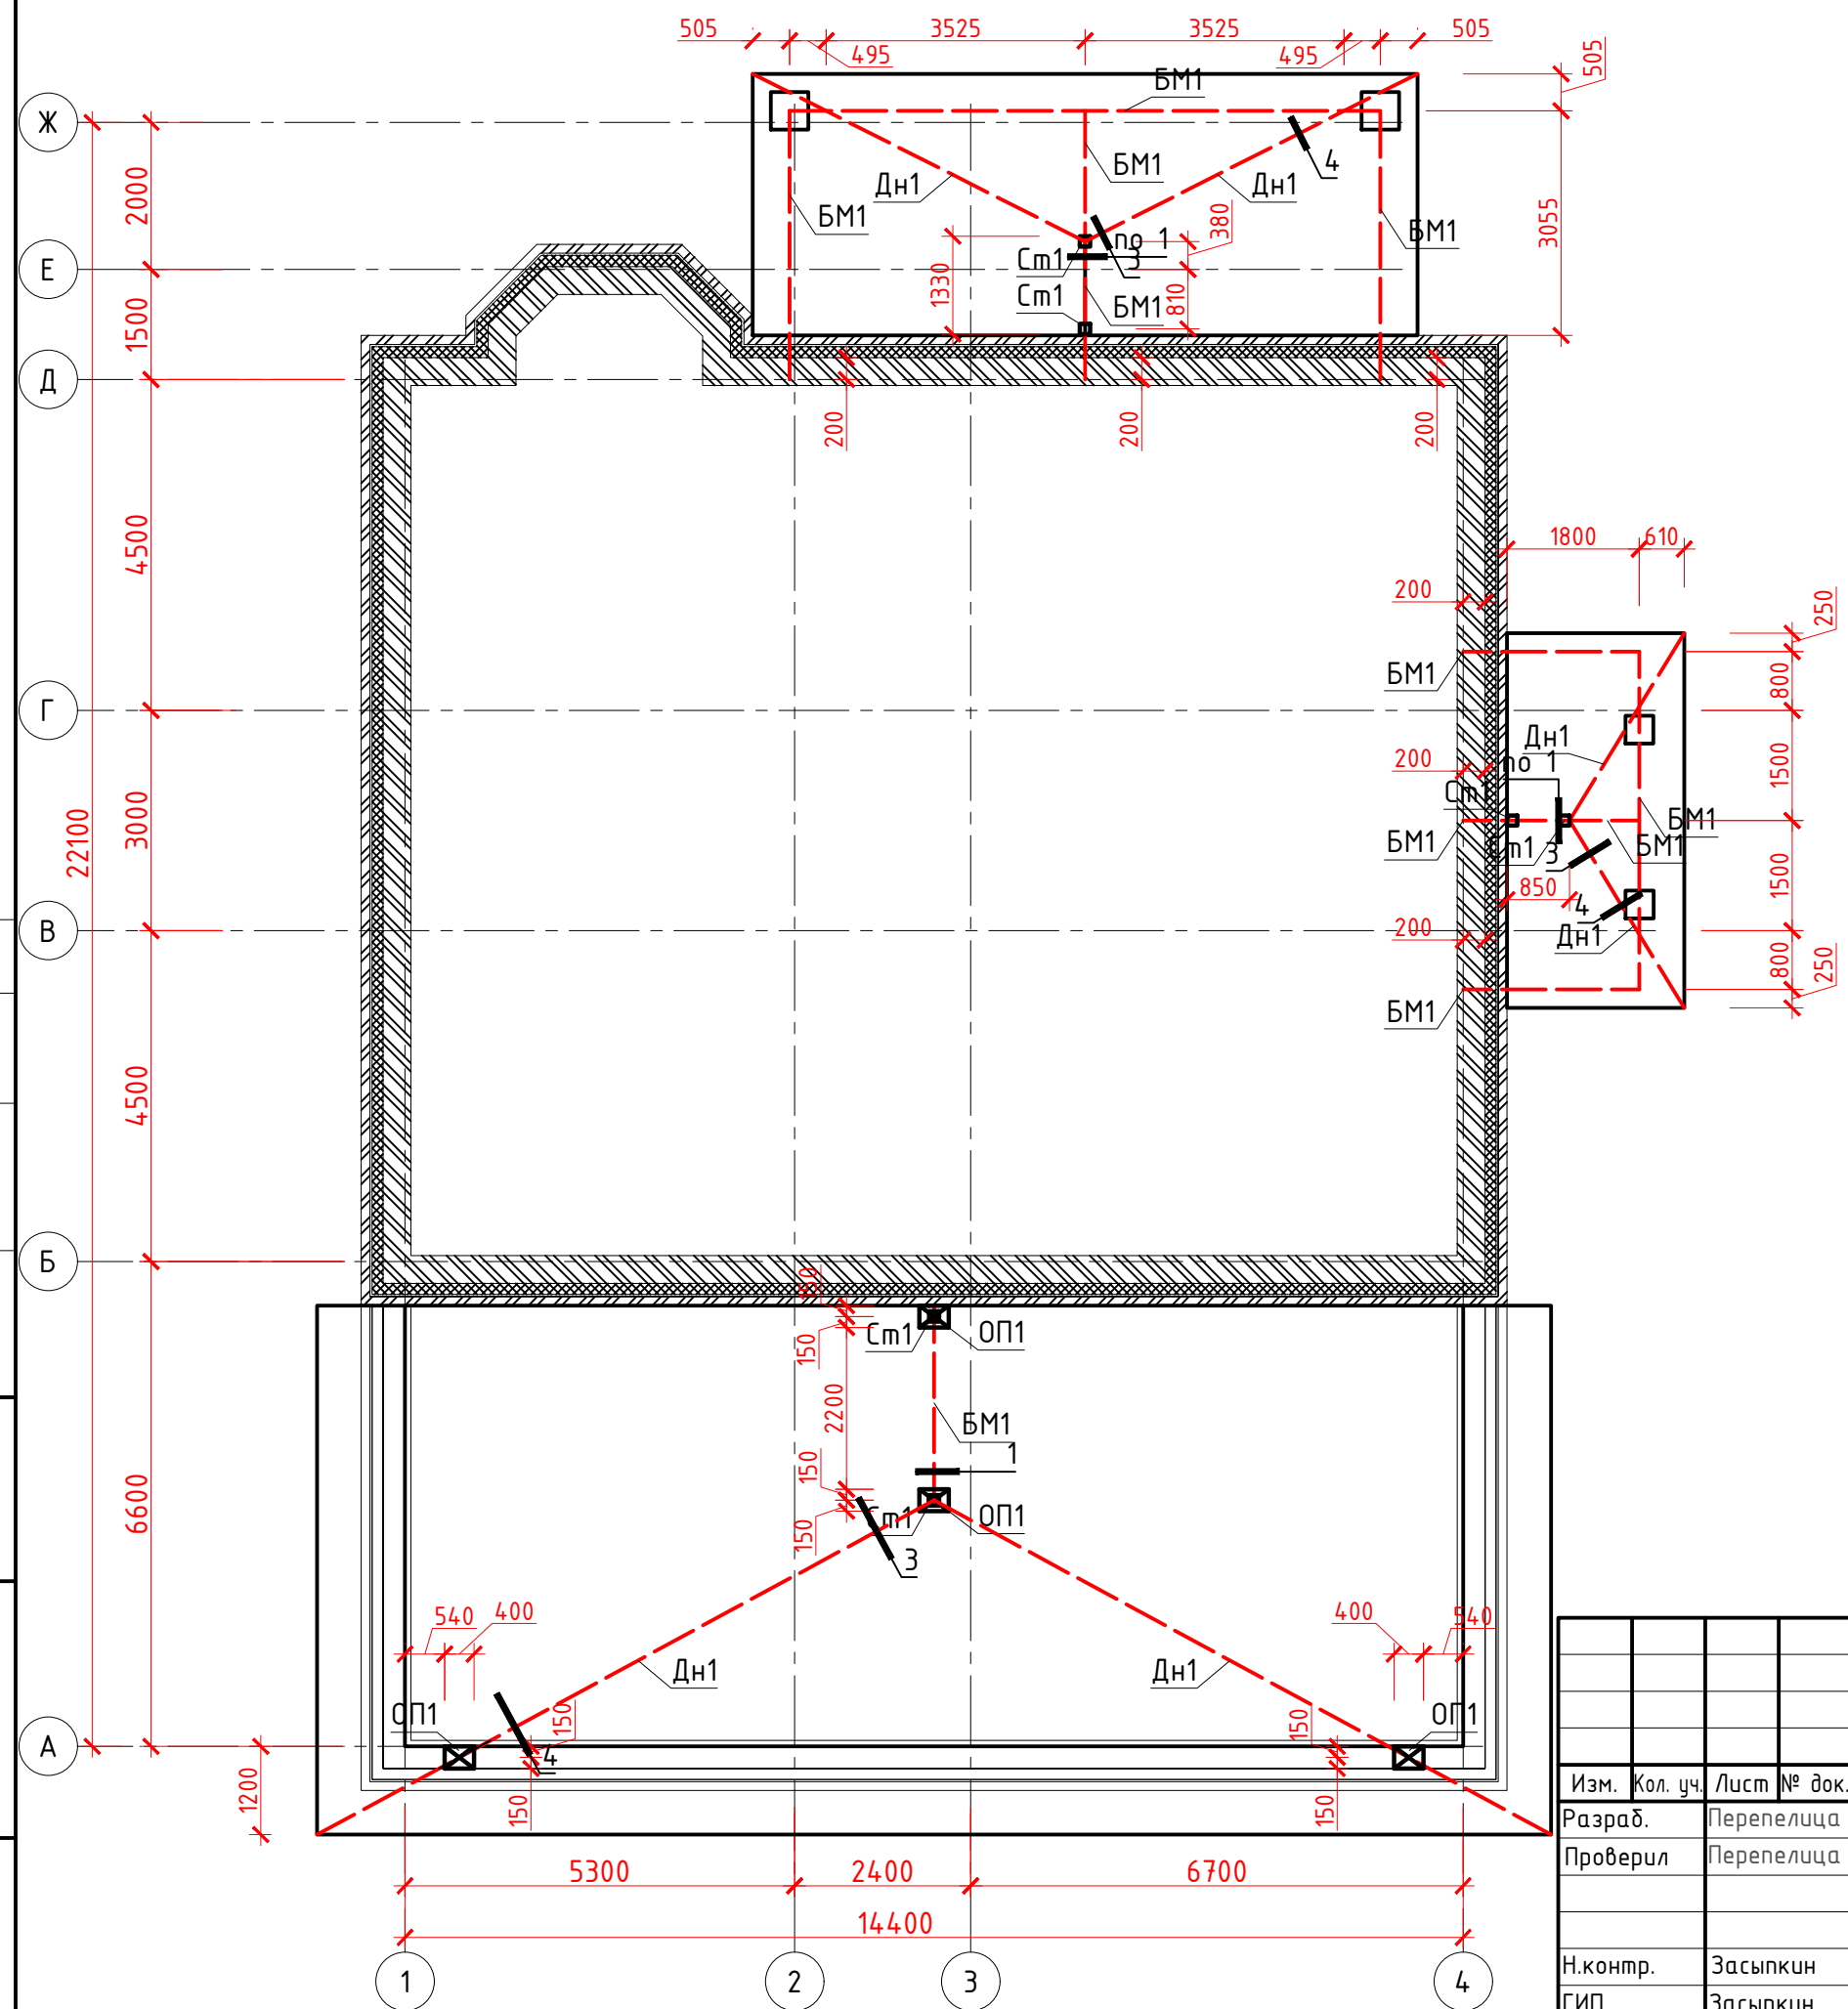 505 3525 3525 505
495 495
505
БМ1
Ж
БМ1 4
Дн1 Дн1
2000 БМ1 380 3055
БМ1
по 1
Ст1 3
Е
1330 Ст1 БМ1 810
1500
Д
200 200 200
4500
1800 610
200 250
БМ1 800
Г
Дн1
200 по 1 1500
Ст1
22100 3000 БМ1
БМ1 Ст1 3 БМ1
850 1500
4
В 200 Дн1
800 250
БМ1
4500
Б
150
Ст1 ОП1
150
2200
БМ1
1
150
6600 Ст1 ОП1
150 3
540 400 400 540
Дн1 Дн1
ОП1 150 150 ОП1
А
4
1200 150 150
5300 2400 6700
14400
1 2 3 4
Изм. Кол. уч. Лист № док.
Разраб. Перепелица
Проверил Перепелица
Н.контр. Засыпкин
ГИП Засыпкин